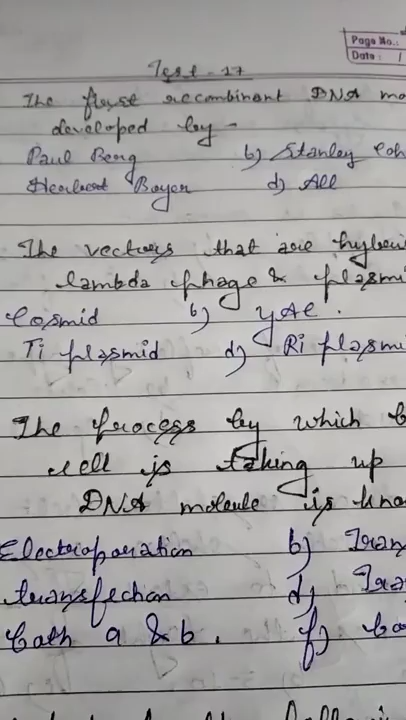 Page No.:
Date: /
Test - 17
The first recombinant DNA mo
developed by -
Paul Berg b) Stanley Coh
Herbert Boyer d) All
The vectors that are hybri
lambda phage & plasmi
Cosmid b) YAC.
Ti plasmid d) Ri plasmi
The process by which b
cell is taking up
DNA molecule is kno
Electroporation b) Tran
transfection d) Tra
Both a & b. f) bo